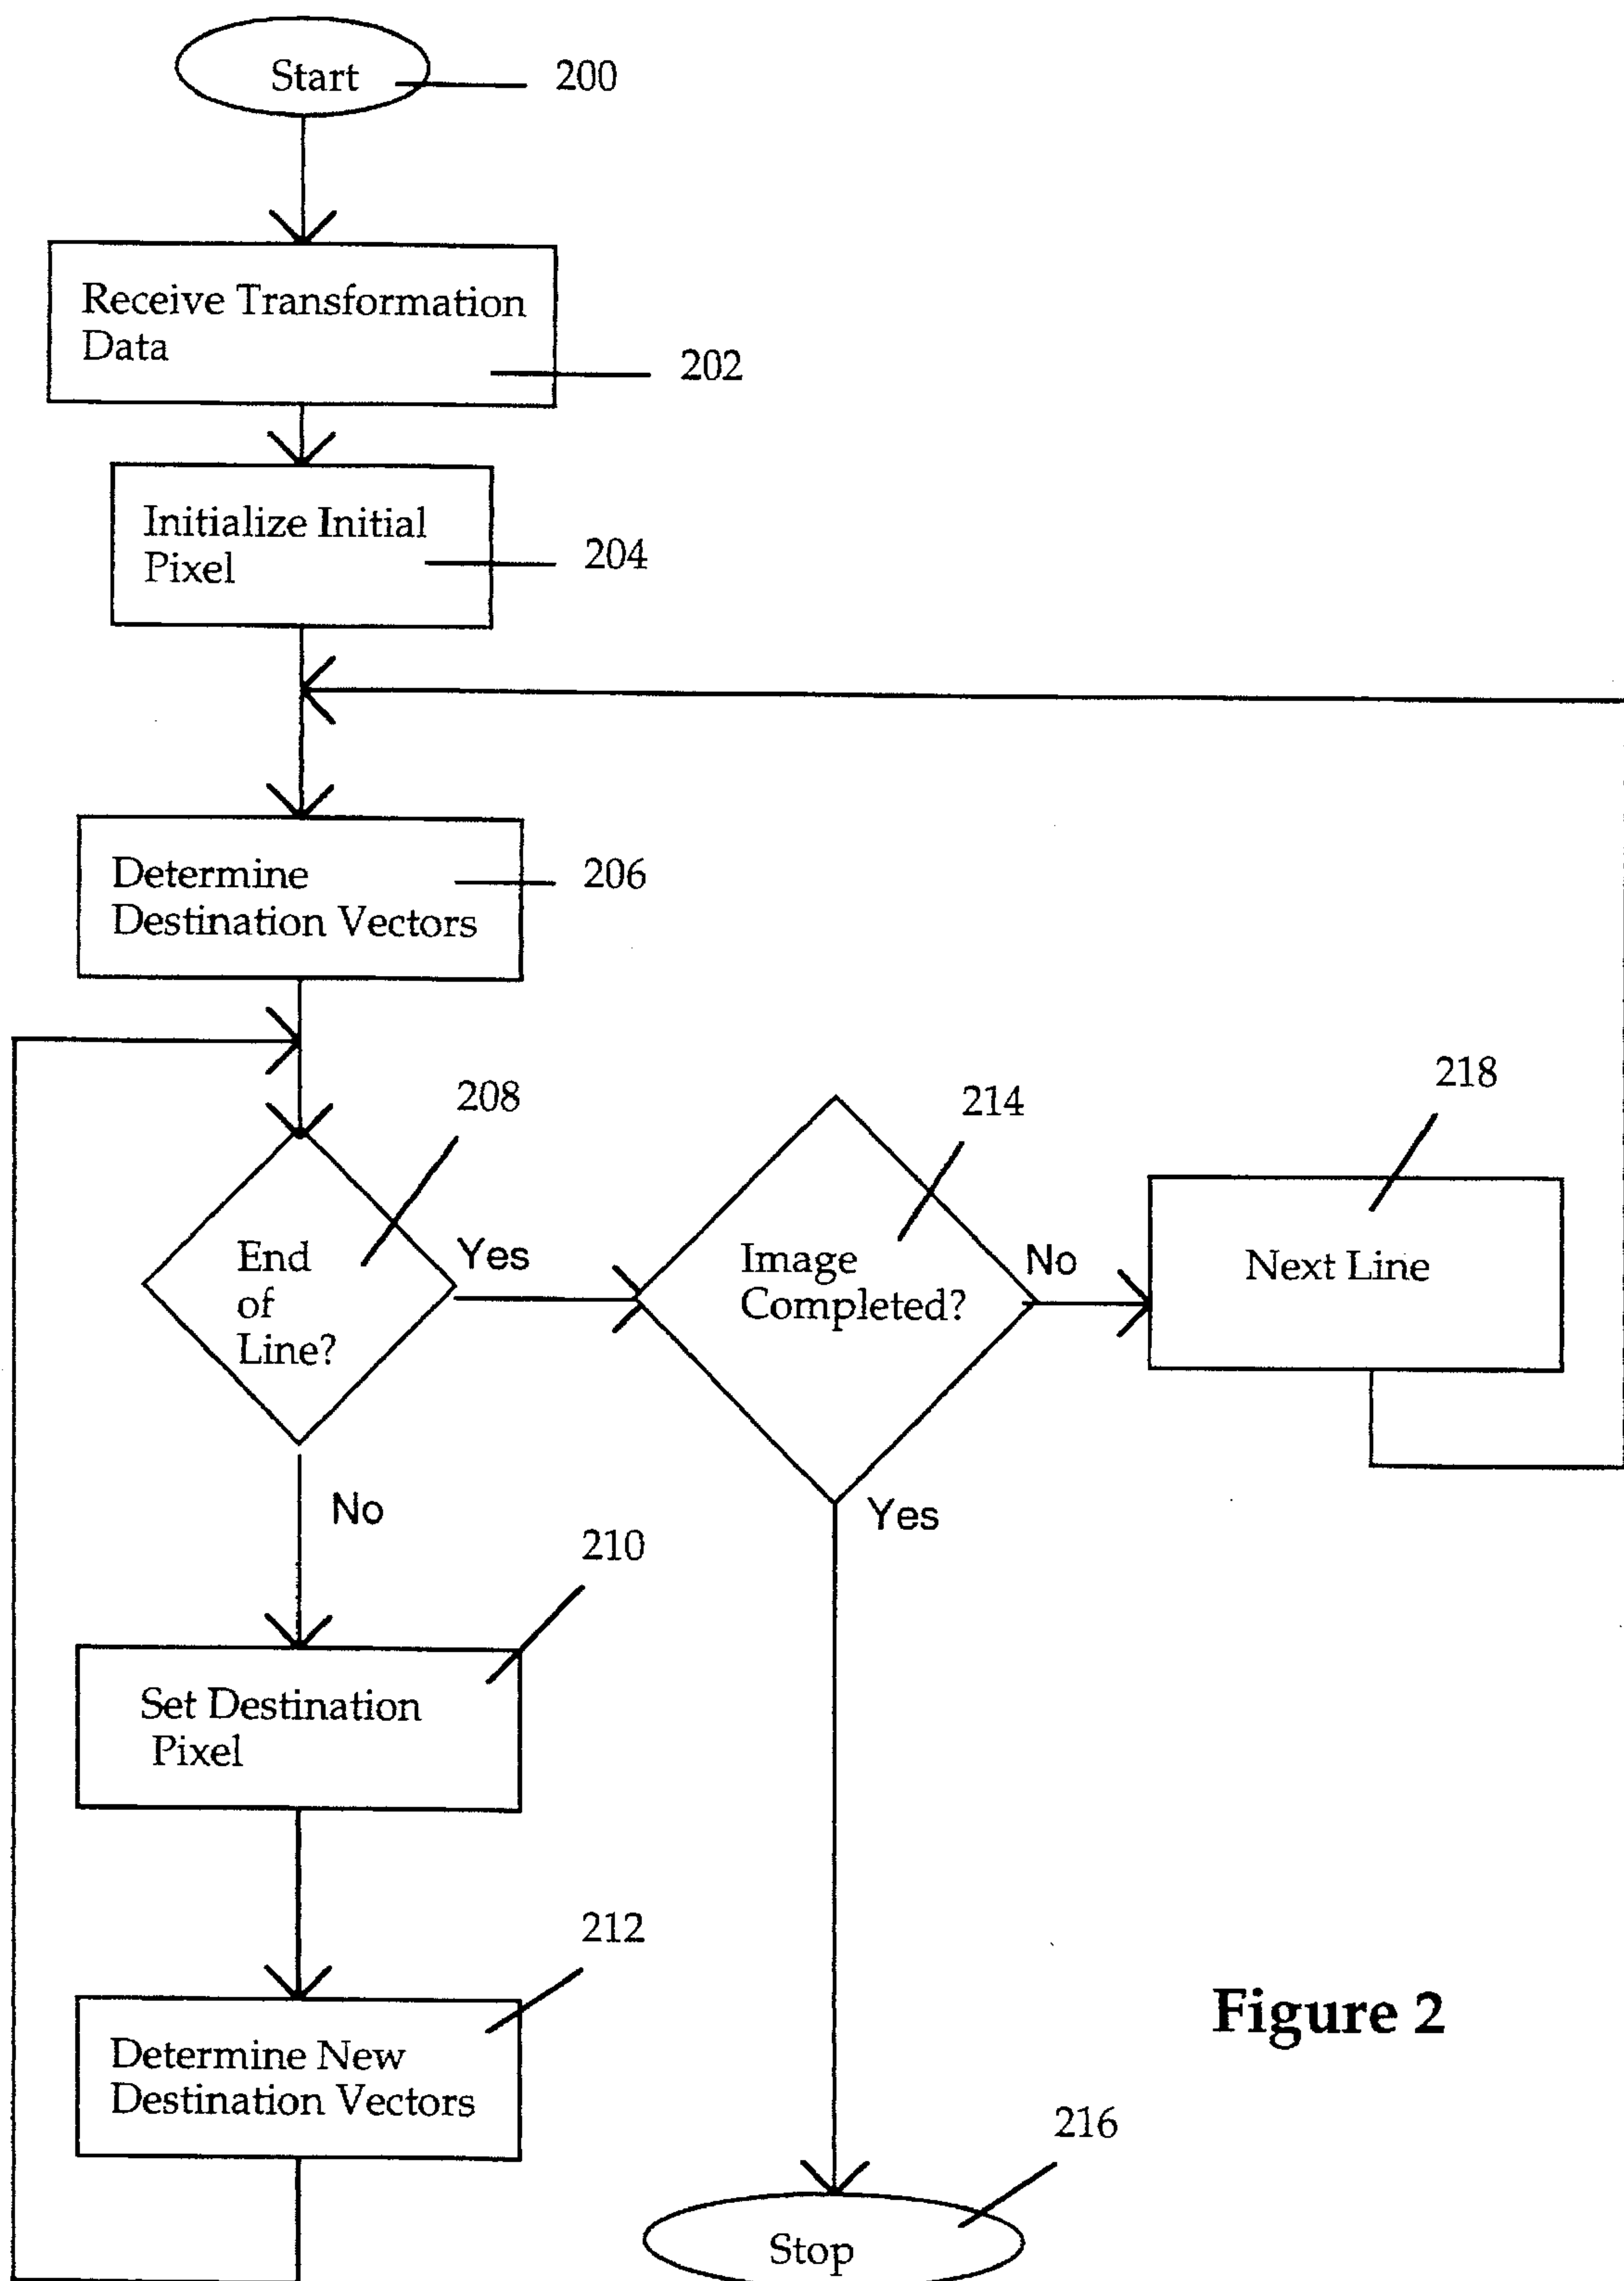 Start
200
Receive Transformation
Data
202
Initialize Initial
Pixel
204
Determine
Destination Vectors
206
208
End
of
Line?
Yes
214
Image
Completed?
No
218
Next Line
No
Yes
210
Set Destination
Pixel
212
Determine New
Destination Vectors
Figure 2
216
Stop